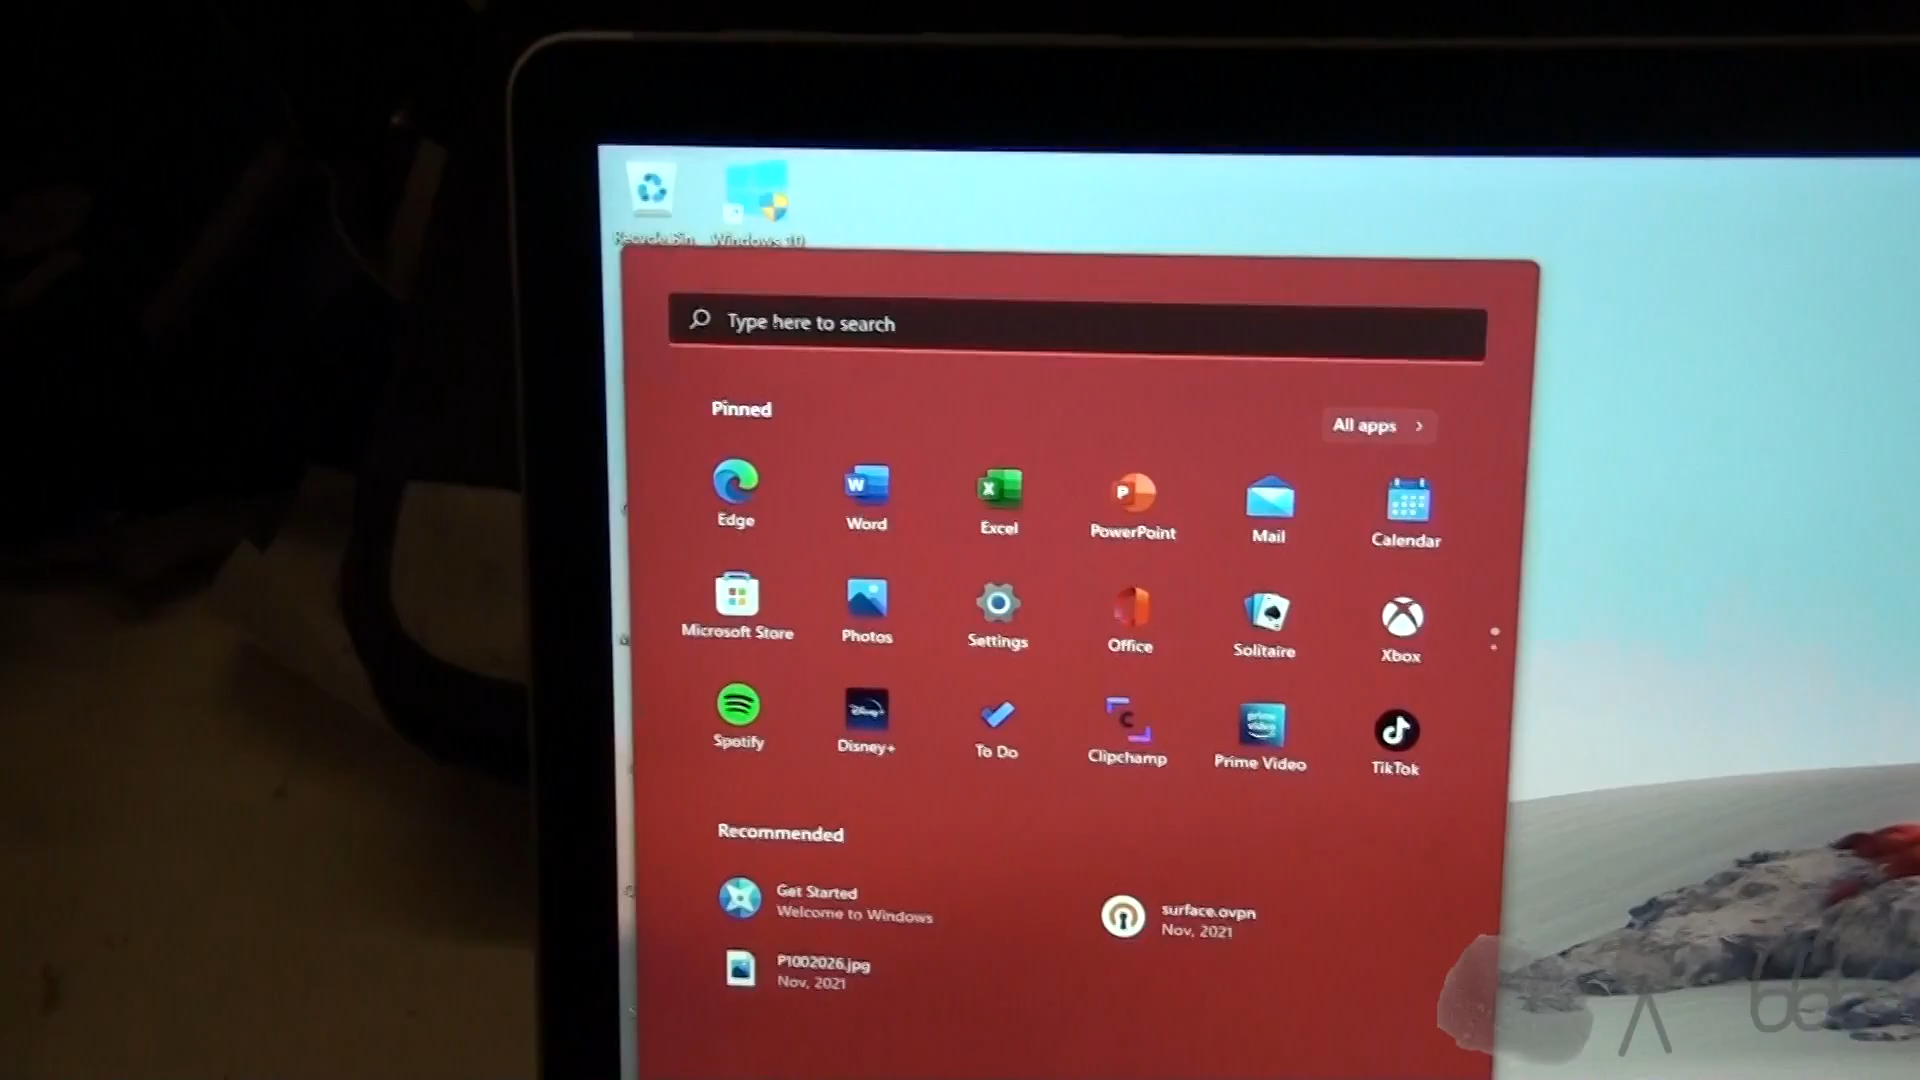 Recycle Bin Windows 10
Type here to search
Pinned
All apps
Edge Word Excel PowerPoint Mail Calendar
Microsoft Store Photos Settings Office Solitaire Xbox
Spotify Disney+ To Do Clipchamp Prime Video TikTok
Recommended
Get Started
Welcome to Windows
surface.ovpn
Nov, 2021
P1002026.jpg
Nov, 2021